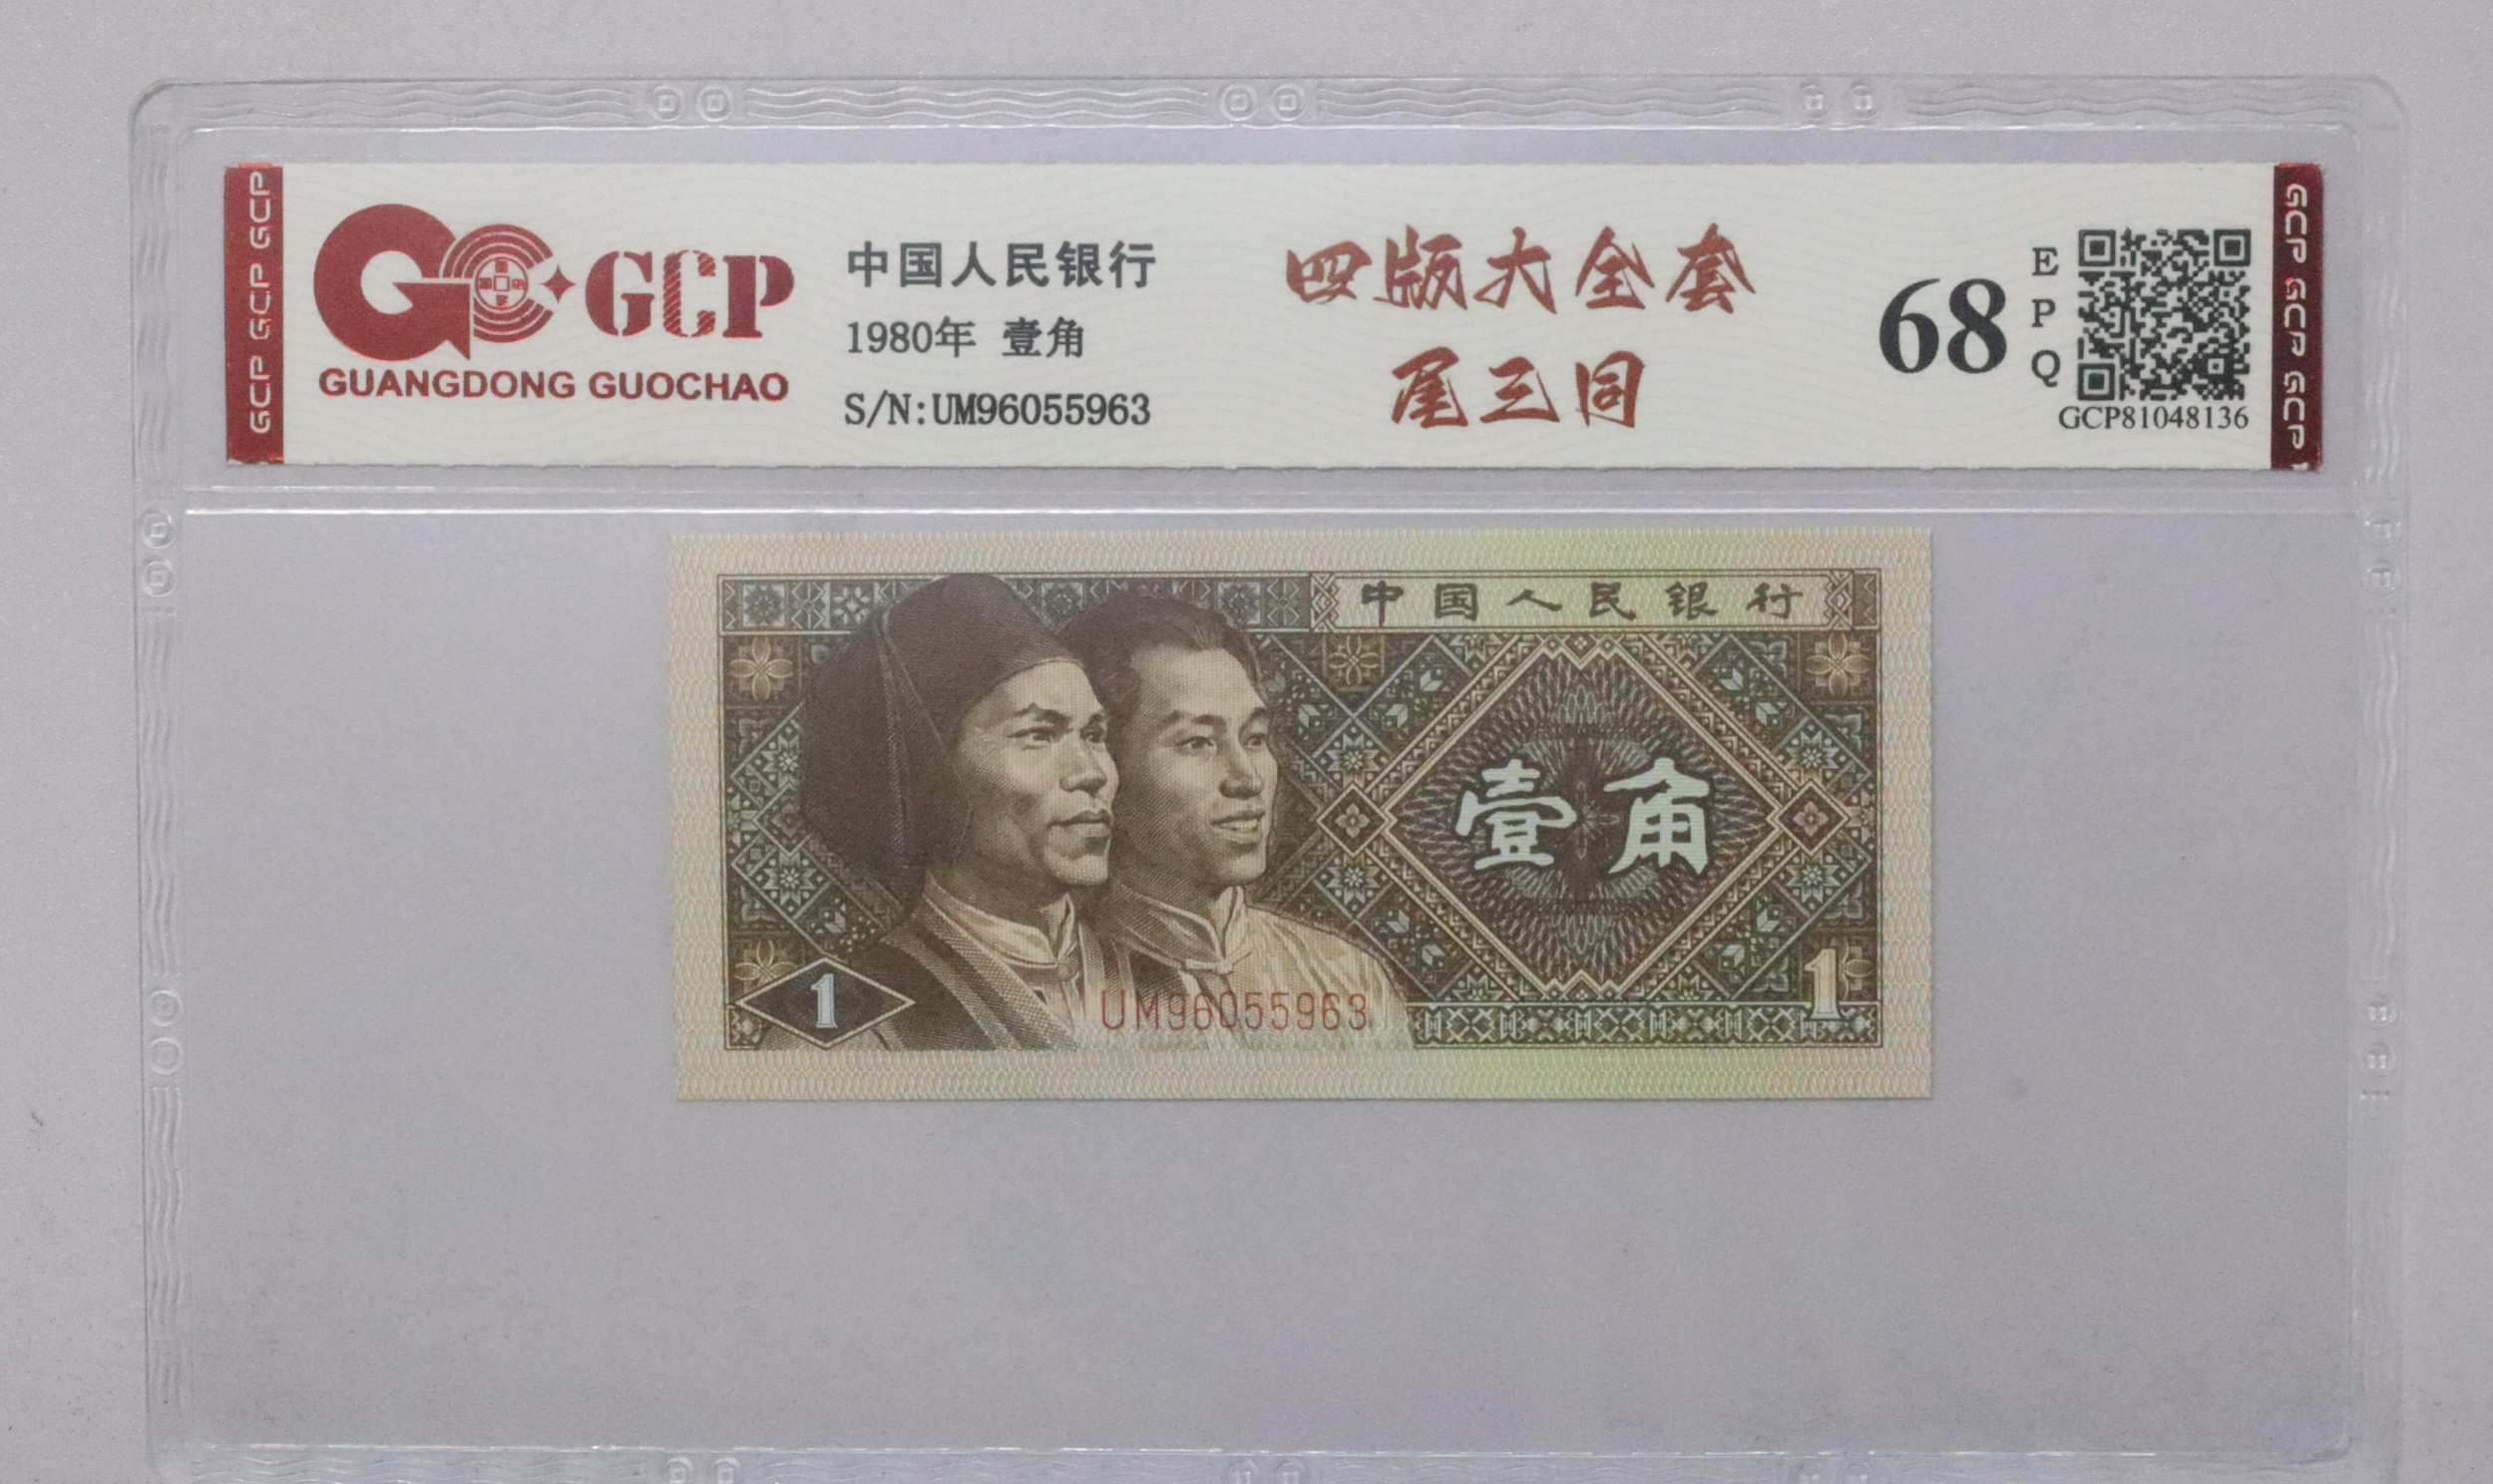 GCP GCP GCP
GCP
GUANGDONG GUOCHAO
中国人民银行
1980年 壹角
S/N:UM96055963
四版大全套
尾三同
68
EPQ
GCP81048136
GCP GCP GCP
中国人民银行
壹角
1
UM96055963
1